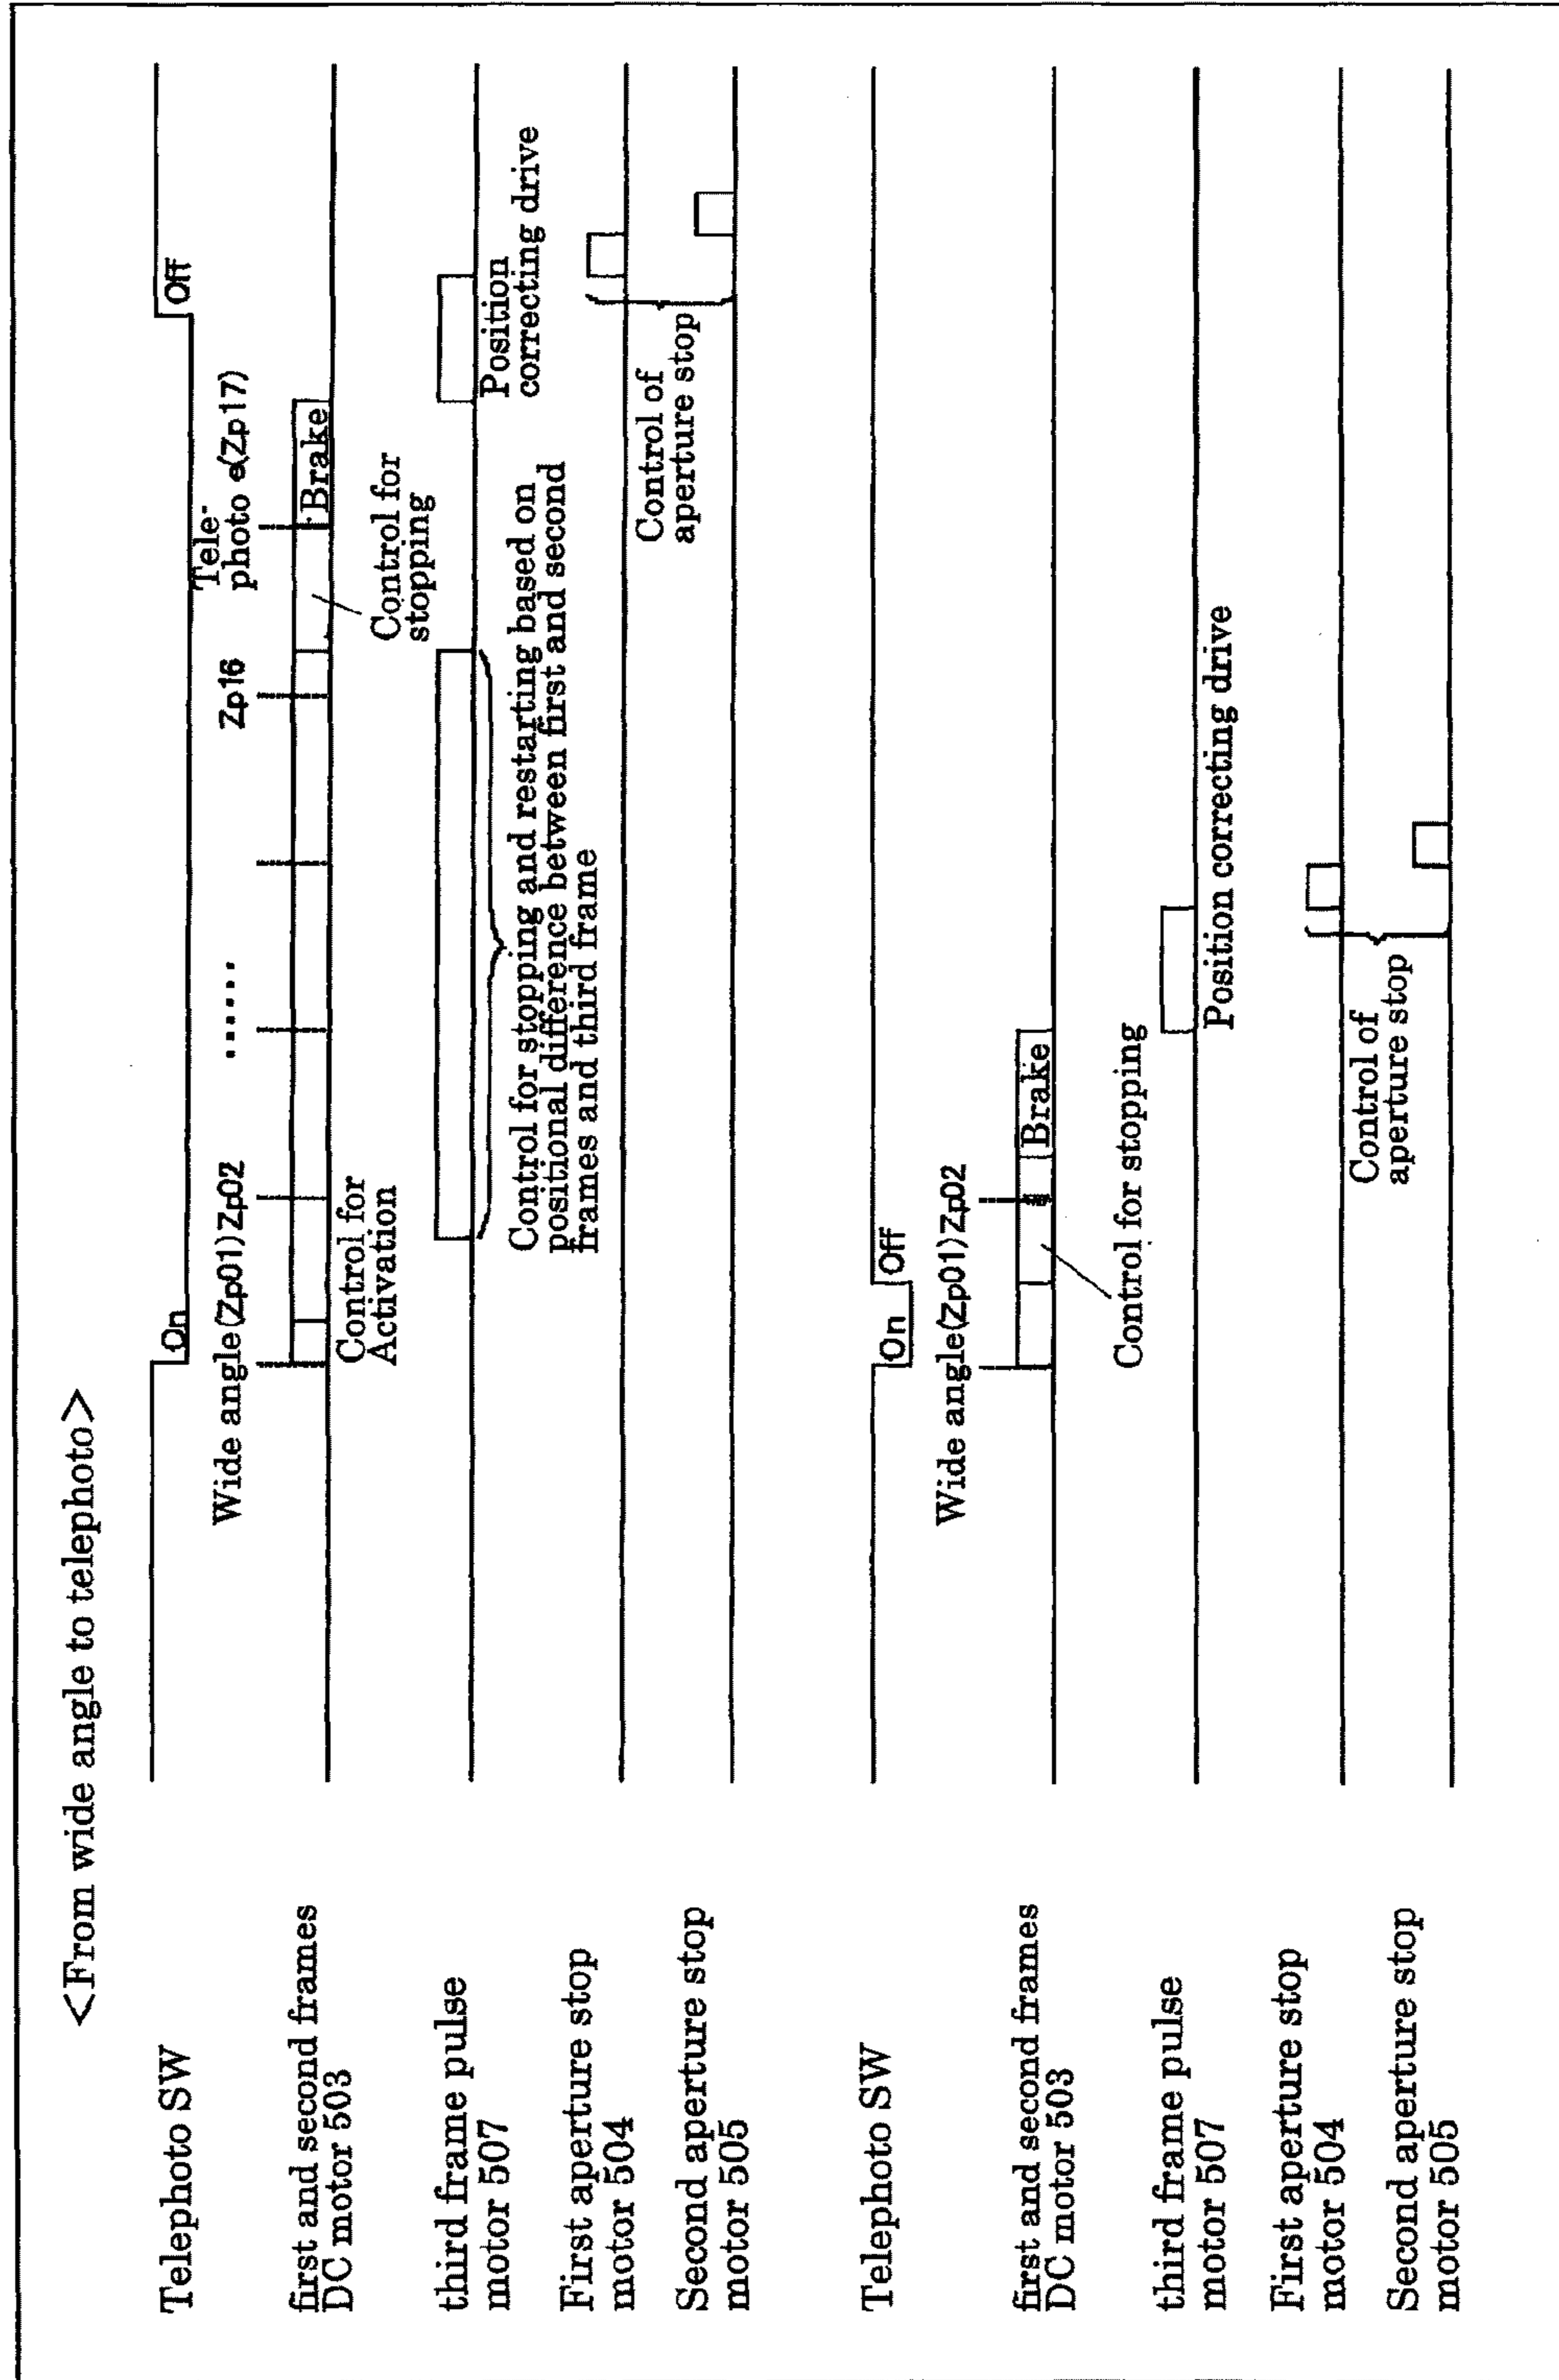 <From wide angle to telephoto>
Telephoto SW
On
Off
Wide angle(Zp01)Zp02
......
Zp16
Tele-
photo e(Zp17)
first and second frames
DC motor 503
Brake
Control for
Activation
Control for
stopping
third frame pulse
motor 507
Control for stopping and restarting based on
positional difference between first and second
frames and third frame
Position
correcting drive
First aperture stop
motor 504
Control of
aperture stop
Second aperture stop
motor 505
Telephoto SW
On
Off
Wide angle(Zp01)Zp02
first and second frames
DC motor 503
Brake
Control for stopping
third frame pulse
motor 507
Position correcting drive
First aperture stop
motor 504
Control of
aperture stop
Second aperture stop
motor 505